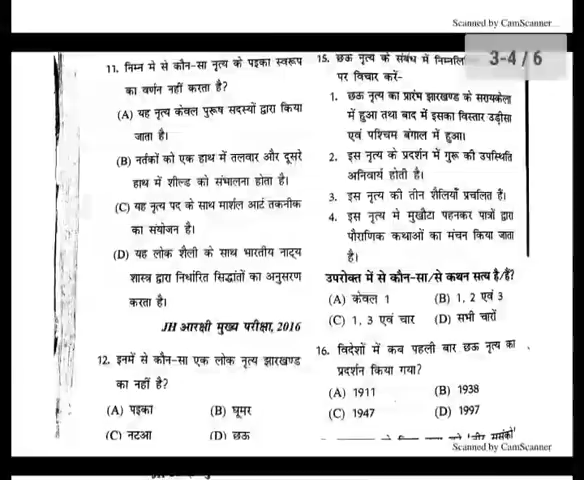 Scanned by CamScanner
3-4 / 6
11. निम्न मे से कौन-सा नृत्य के पइका स्वरूप
का वर्णन नहीं करता है?
(A) यह नृत्य केवल पुरूष सदस्यों द्वारा किया
जाता है।
(B) नर्तकों को एक हाथ में तलवार और दूसरे
हाथ में शील्ड को संभालना होता है।
(C) यह नृत्य पद के साथ मार्शल आर्ट तकनीक
का संयोजन है।
(D) यह लोक शैली के साथ भारतीय नाट्य
शास्त्र द्वारा निर्धारित सिद्धांतों का अनुसरण
करता है।
JH आरक्षी मुख्य परीक्षा, 2016
12. इनमें से कौन-सा एक लोक नृत्य झारखण्ड
का नहीं है?
(A) पइका (B) घूमर
(C) नटआ (D) छऊ
15. छऊ नृत्य के संबंध में निम्नलि
पर विचार करें-
1. छऊ नृत्य का प्रारंभ झारखण्ड के सरायकेला
में हुआ तथा बाद में इसका विस्तार उड़ीसा
एवं पश्चिम बंगाल में हुआ।
2. इस नृत्य के प्रदर्शन में गुरू की उपस्थिति
अनिवार्य होती है।
3. इस नृत्य की तीन शैलियाँ प्रचलित हैं।
4. इस नृत्य मे मुखौटा पहनकर पात्रों द्वारा
पौराणिक कथाओं का मंचन किया जाता
है।
उपरोक्त में से कौन-सा/से कथन सत्य है/हैं?
(A) केवल 1 (B) 1, 2 एवं 3
(C) 1, 3 एवं चार (D) सभी चारों
16. विदेशों में कब पहली बार छऊ नृत्य का
प्रदर्शन किया गया?
(A) 1911 (B) 1938
(C) 1947 (D) 1997
Scanned by CamScanner